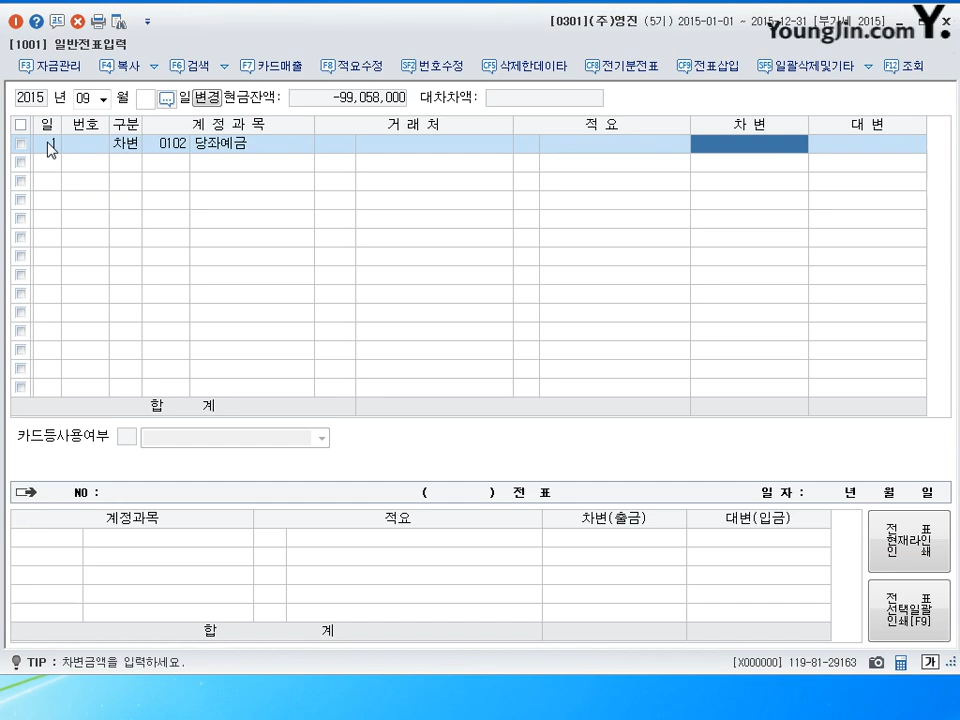 [0301](주)영진 (5기) 2015-01-01 ~ 2015-12-31 [부가세 2015]
YoungJin.com Y.
[1001] 일반전표입력
F3 자금관리 F4 복사 F6 검색 F7 카드매출 F8 적요수정 SF2 번호수정 CF5 삭제한데이타 CF8 전기분전표 CF9 전표삽입 SF5 일괄삭제및기타 F12 조회
2015 년 09 월 ... 일 변경 현금잔액: -99,058,000 대차차액:
일 번호 구분 계 정 과 목 거 래 처 적 요 차 변 대 변
1 차변 0102 당좌예금
합 계
카드등사용여부
NO : ( ) 전 표 일 자 : 년 월 일
계정과목 적요 차변(출금) 대변(입금)
전 표
현재라인
인 쇄
전 표
선택일괄
인쇄[F9]
합 계
TIP : 차변금액을 입력하세요. [X000000] 119-81-29163 가